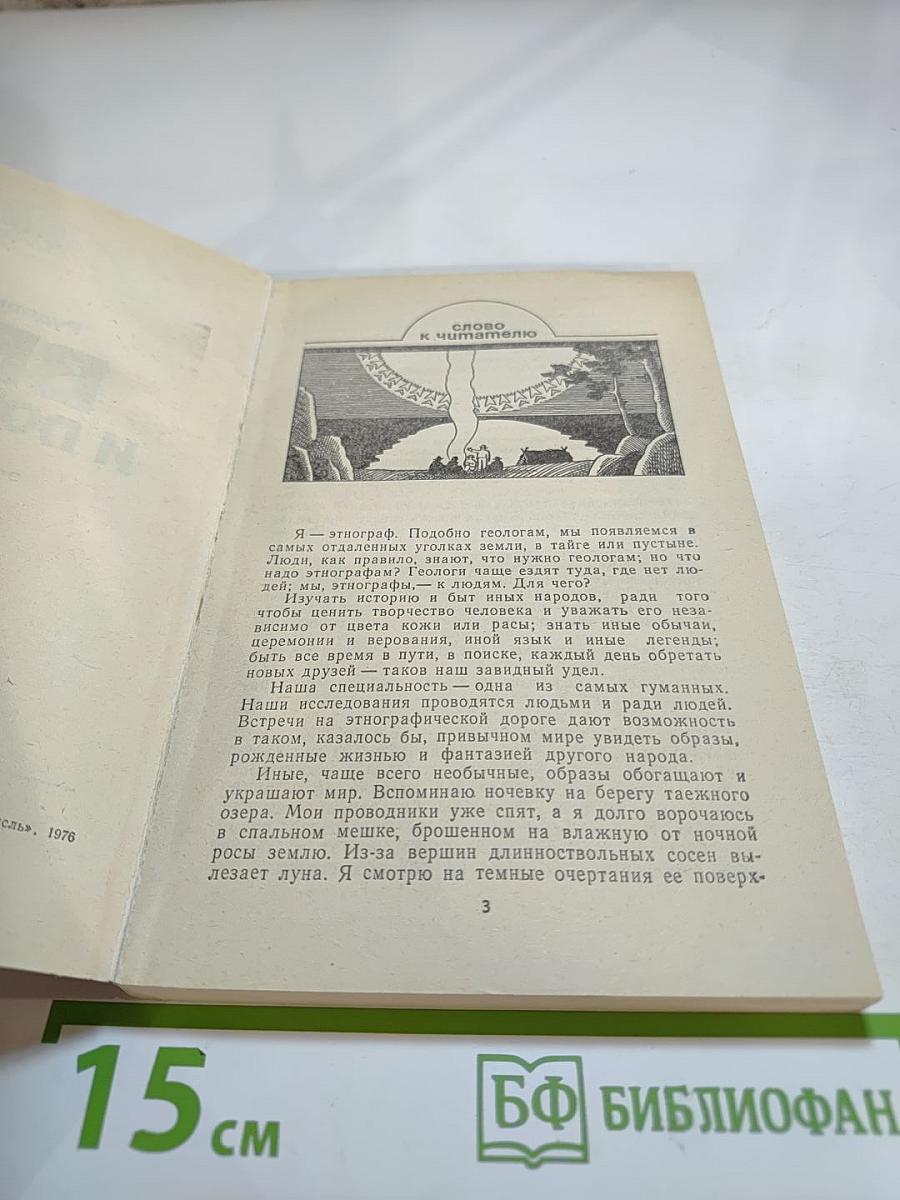 слово
к читателю
Я — этнограф. Подобно геологам, мы появляемся в
самых отдаленных уголках земли, в тайге или пустыне.
Люди, как правило, знают, что нужно геологам; но что
надо этнографам? Геологи чаще ездят туда, где нет лю-
дей; мы, этнографы,— к людям. Для чего?
Изучать историю и быт иных народов, ради того
чтобы ценить творчество человека и уважать его неза-
висимо от цвета кожи или расы; знать иные обычаи,
церемонии и верования, иной язык и иные легенды;
быть все время в пути, в поиске, каждый день обретать
новых друзей — таков наш завидный удел.
Наша специальность — одна из самых гуманных.
Наши исследования проводятся людьми и ради людей.
Встречи на этнографической дороге дают возможность
в таком, казалось бы, привычном мире увидеть образы,
рожденные жизнью и фантазией другого народа.
Иные, чаще всего необычные, образы обогащают и
украшают мир. Вспоминаю ночевку на берегу таежного
озера. Мои проводники уже спят, а я долго ворочаюсь
в спальном мешке, брошенном на влажную от ночной
росы землю. Из-за вершин длинноствольных сосен вы-
лезает луна. Я смотрю на темные очертания ее поверх-
3
сль», 1976
15 см
БФ БИБЛИОФАН